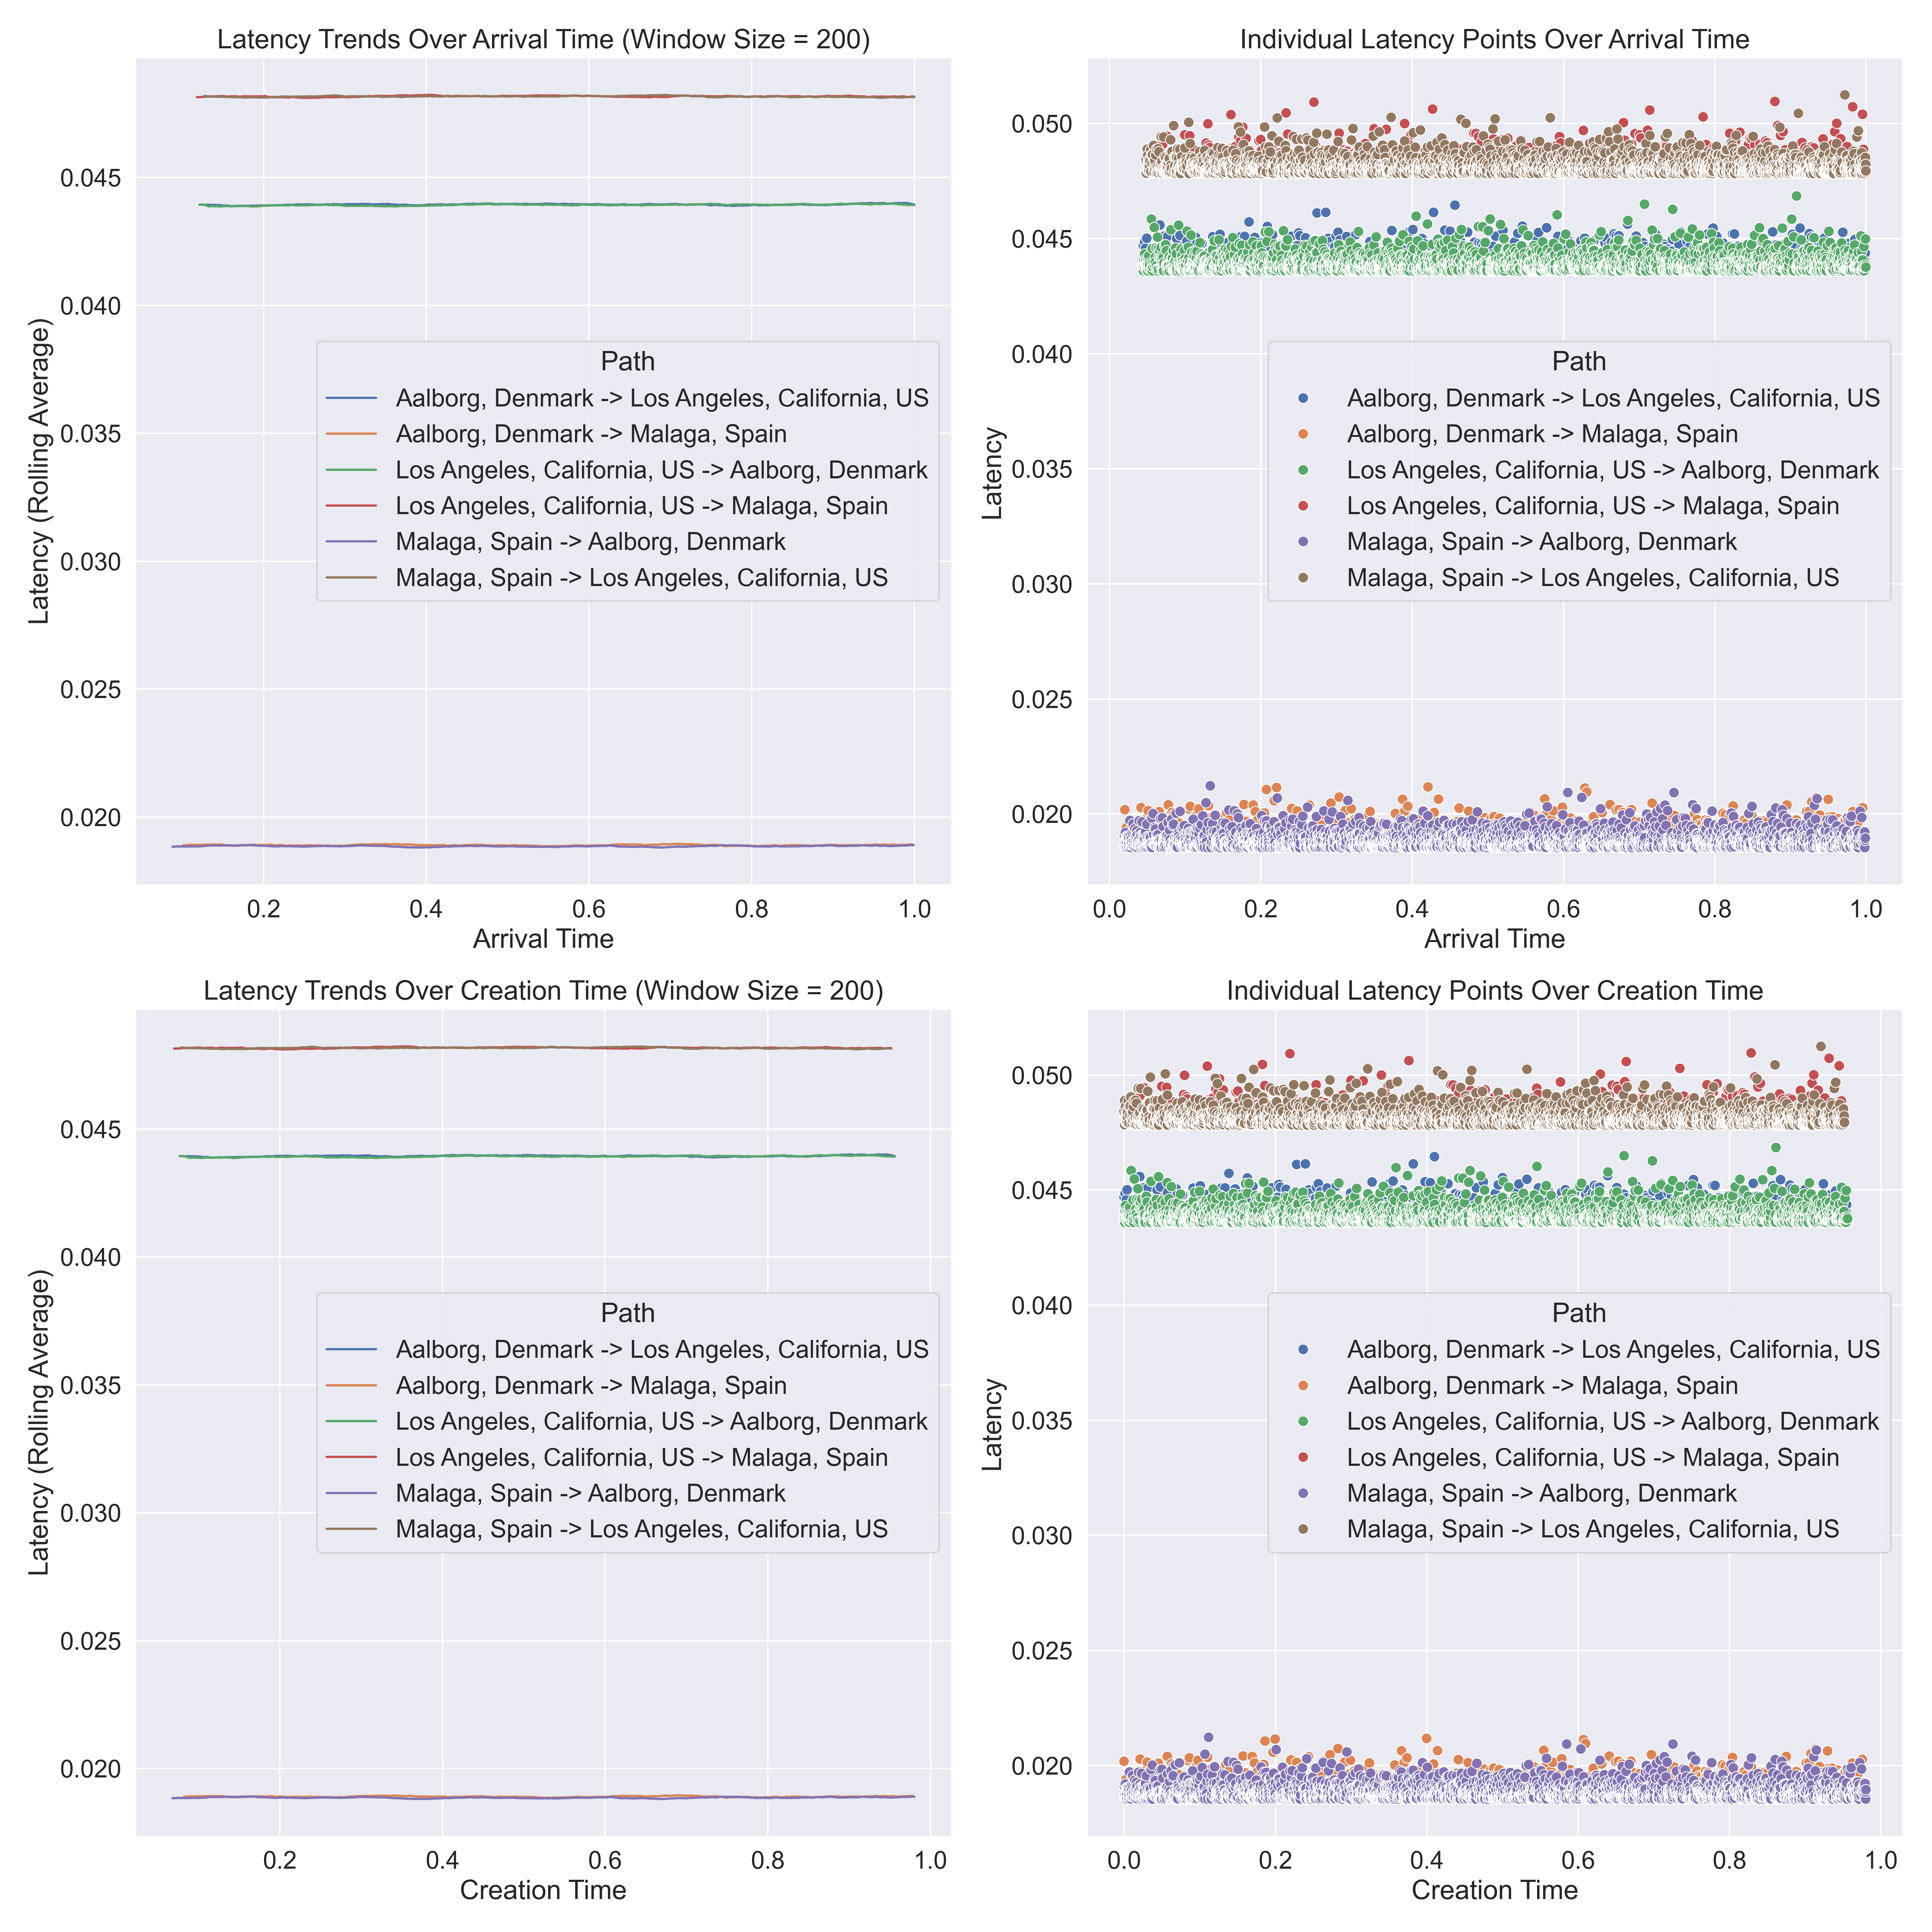 Latency Trends Over Arrival Time (Window Size = 200)
Latency (Rolling Average)
0.045
0.040
0.035
0.030
0.025
0.020
Path
Aalborg, Denmark -> Los Angeles, California, US
Aalborg, Denmark -> Malaga, Spain
Los Angeles, California, US -> Aalborg, Denmark
Los Angeles, California, US -> Malaga, Spain
Malaga, Spain -> Aalborg, Denmark
Malaga, Spain -> Los Angeles, California, US
0.2 0.4 0.6 0.8 1.0
Arrival Time
Individual Latency Points Over Arrival Time
Latency
0.050
0.045
0.040
0.035
0.030
0.025
0.020
Path
Aalborg, Denmark -> Los Angeles, California, US
Aalborg, Denmark -> Malaga, Spain
Los Angeles, California, US -> Aalborg, Denmark
Los Angeles, California, US -> Malaga, Spain
Malaga, Spain -> Aalborg, Denmark
Malaga, Spain -> Los Angeles, California, US
0.0 0.2 0.4 0.6 0.8 1.0
Arrival Time
Latency Trends Over Creation Time (Window Size = 200)
Latency (Rolling Average)
0.045
0.040
0.035
0.030
0.025
0.020
Path
Aalborg, Denmark -> Los Angeles, California, US
Aalborg, Denmark -> Malaga, Spain
Los Angeles, California, US -> Aalborg, Denmark
Los Angeles, California, US -> Malaga, Spain
Malaga, Spain -> Aalborg, Denmark
Malaga, Spain -> Los Angeles, California, US
0.2 0.4 0.6 0.8 1.0
Creation Time
Individual Latency Points Over Creation Time
Latency
0.050
0.045
0.040
0.035
0.030
0.025
0.020
Path
Aalborg, Denmark -> Los Angeles, California, US
Aalborg, Denmark -> Malaga, Spain
Los Angeles, California, US -> Aalborg, Denmark
Los Angeles, California, US -> Malaga, Spain
Malaga, Spain -> Aalborg, Denmark
Malaga, Spain -> Los Angeles, California, US
0.0 0.2 0.4 0.6 0.8 1.0
Creation Time